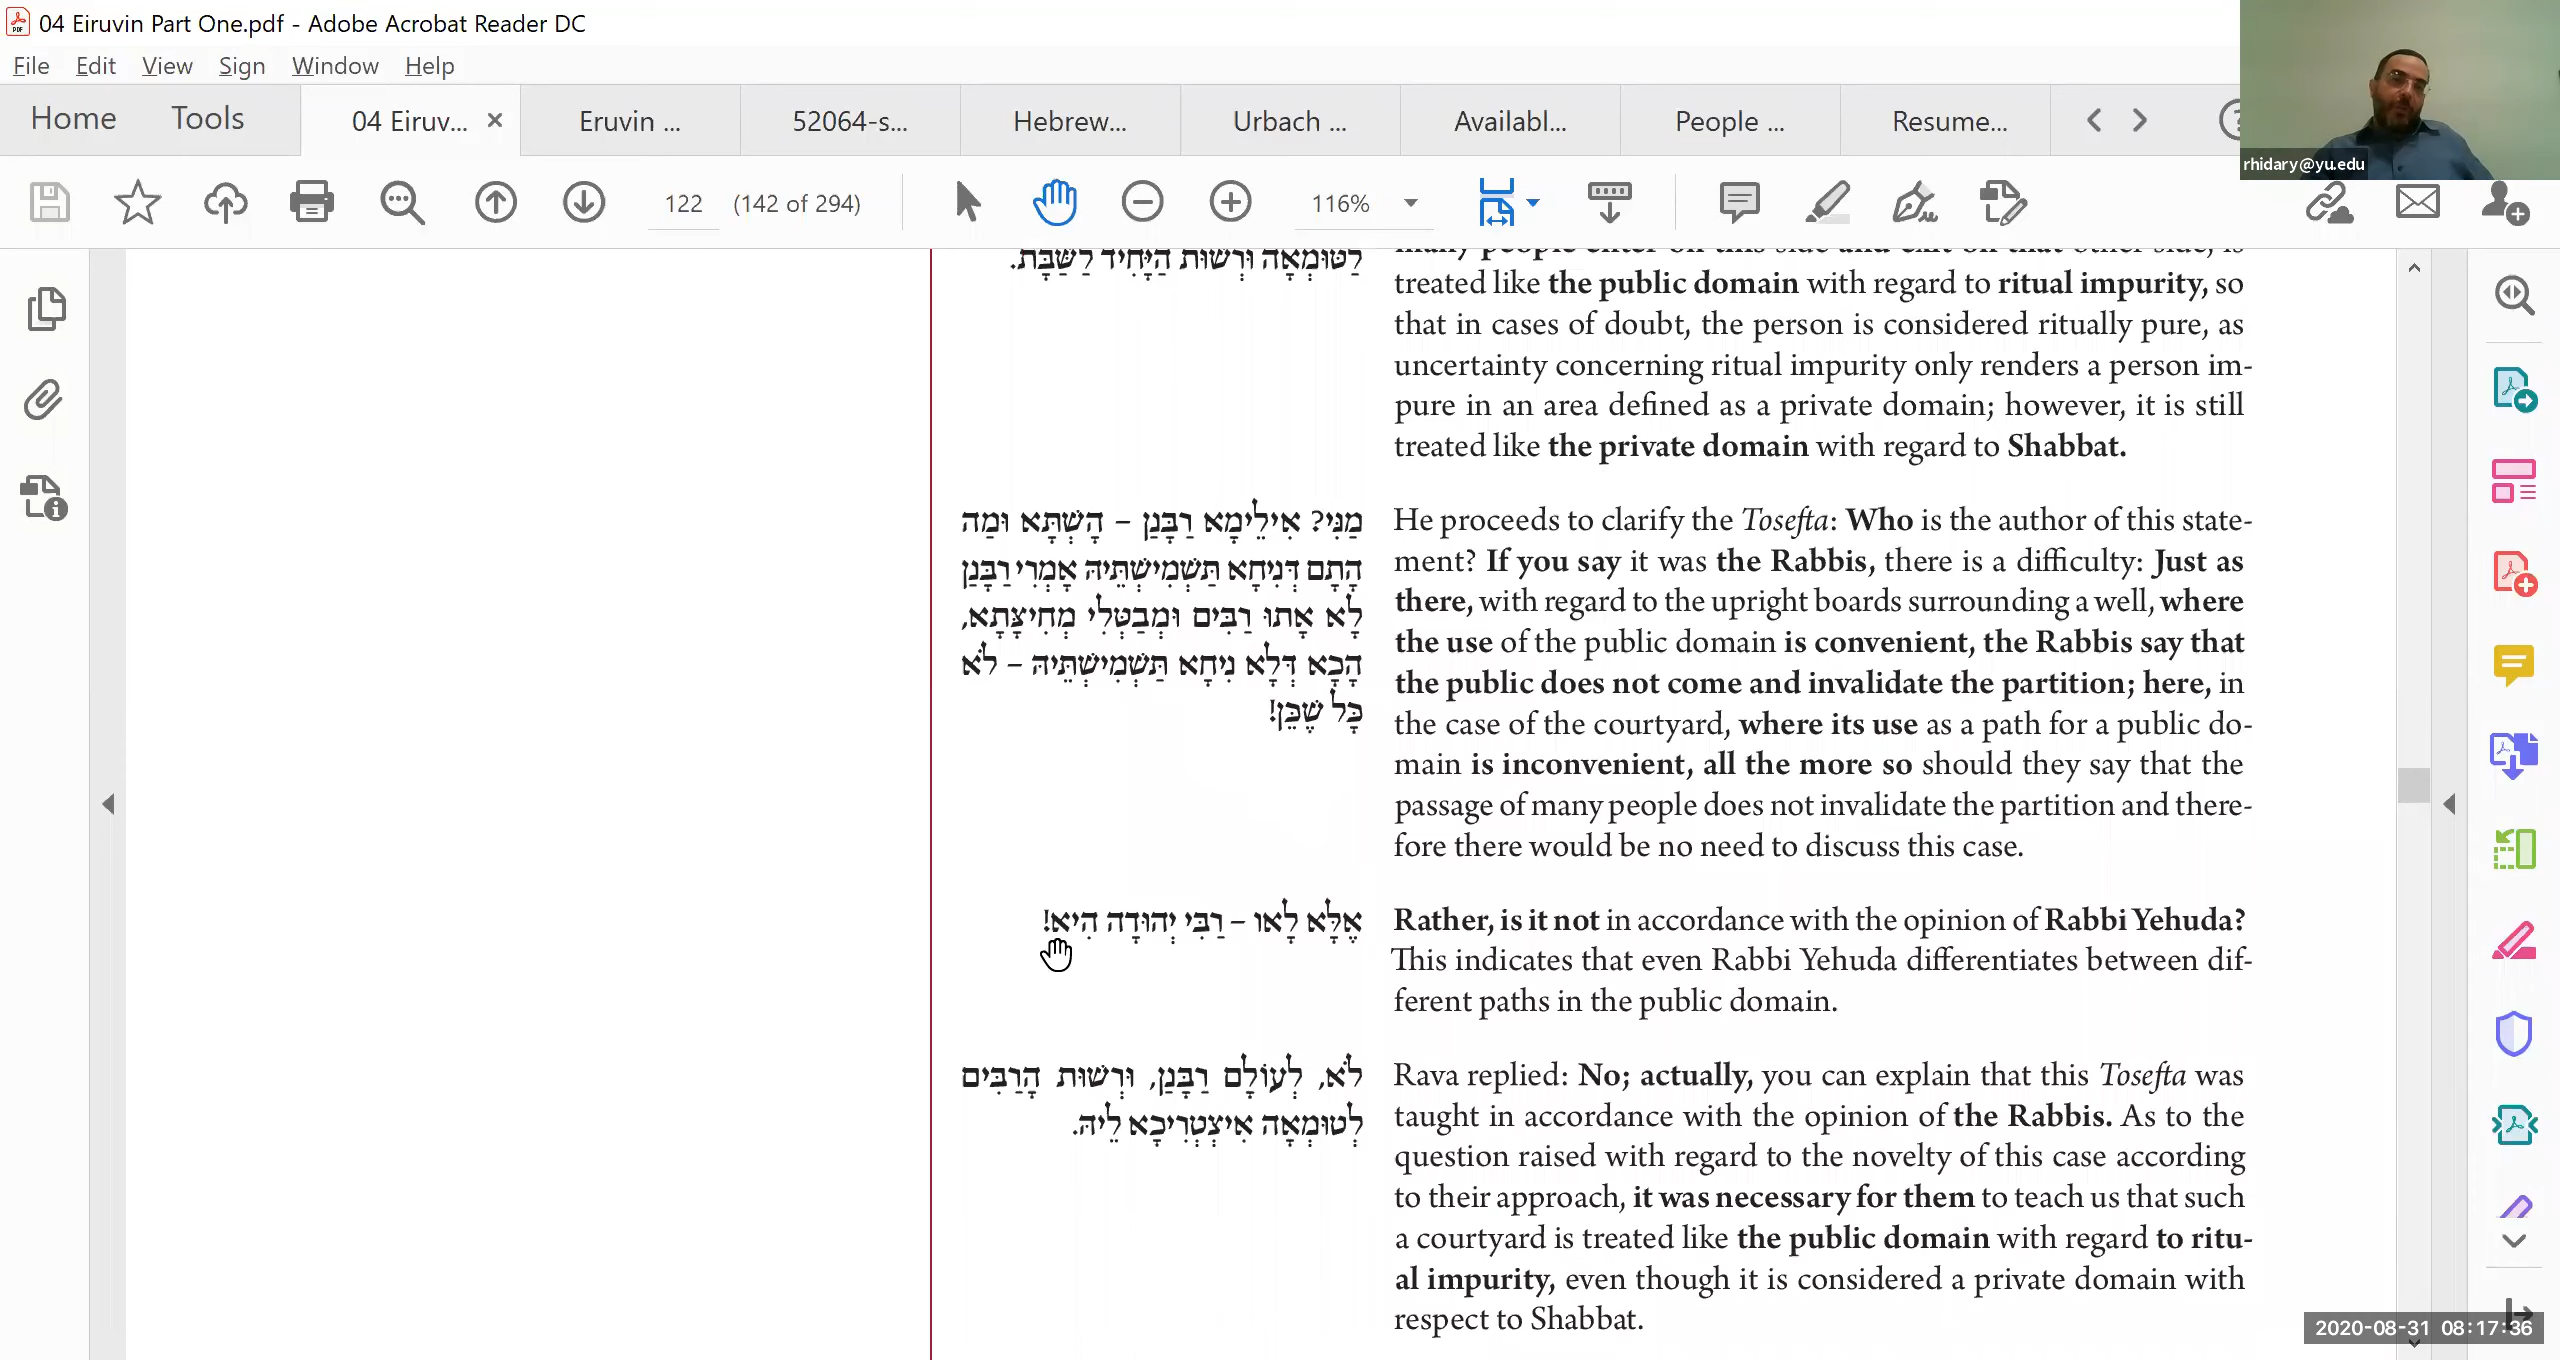 04 Eiruvin Part One.pdf - Adobe Acrobat Reader DC
File Edit View Sign Window Help
Home Tools 04 Eiruv... × Eruvin ... 52064-s... Hebrew... Urbach ... Availabl... People ... Resume...
rhidary@yu.edu
122 (142 of 294) 116%
לַטּוּמְאָה וּרְשׁוּת הַיָּחִיד לַשַּׁבָּת.
מַנִּי? אִילֵימָא רַבָּנַן – הָשְׁתָּא וּמַה
הָתָם דְּנִיחָא תַּשְׁמִישְׁתֵּיהּ אָמְרִי רַבָּנַן
לָא אָתוּ רַבִּים וּמְבַטְּלִי מְחִיצָּתָא,
הָכָא דְּלָא נִיחָא תַּשְׁמִישְׁתֵּיהּ – לֹא
כָּל שֶׁכֵּן!
אֶלָּא לָאו – רַבִּי יְהוּדָה הִיא!
לֹא, לְעוֹלָם רַבָּנַן, וּרְשׁוּת הָרַבִּים
לְטוּמְאָה אִיצְטְרִיכָא לֵיהּ.
many people enter on this side and exit on that other side, is
treated like the public domain with regard to ritual impurity, so
that in cases of doubt, the person is considered ritually pure, as
uncertainty concerning ritual impurity only renders a person im-
pure in an area defined as a private domain; however, it is still
treated like the private domain with regard to Shabbat.
He proceeds to clarify the Tosefta: Who is the author of this state-
ment? If you say it was the Rabbis, there is a difficulty: Just as
there, with regard to the upright boards surrounding a well, where
the use of the public domain is convenient, the Rabbis say that
the public does not come and invalidate the partition; here, in
the case of the courtyard, where its use as a path for a public do-
main is inconvenient, all the more so should they say that the
passage of many people does not invalidate the partition and there-
fore there would be no need to discuss this case.
Rather, is it not in accordance with the opinion of Rabbi Yehuda?
This indicates that even Rabbi Yehuda differentiates between dif-
ferent paths in the public domain.
Rava replied: No; actually, you can explain that this Tosefta was
taught in accordance with the opinion of the Rabbis. As to the
question raised with regard to the novelty of this case according
to their approach, it was necessary for them to teach us that such
a courtyard is treated like the public domain with regard to ritu-
al impurity, even though it is considered a private domain with
respect to Shabbat.
2020-08-31 08:17:36